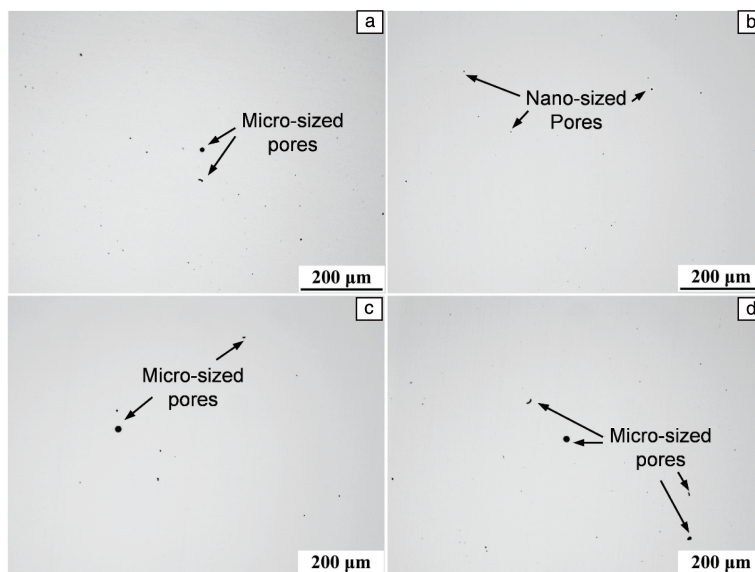 a
Micro-sized
pores
200 μm
b
Nano-sized
Pores
200 μm
c
Micro-sized
pores
200 μm
d
Micro-sized
pores
200 μm